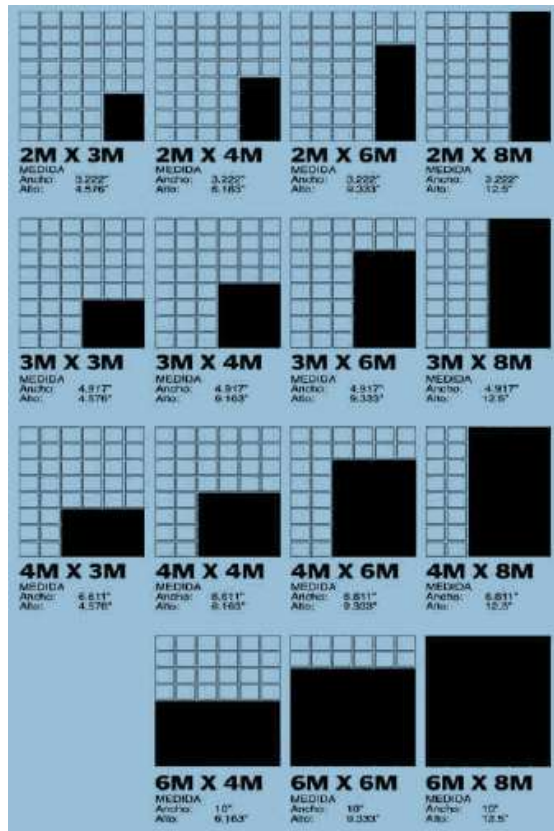 2M X 3M
MEDIDA
Ancho: 3.222"
Alto: 4.576"
2M X 4M
MEDIDA
Ancho: 3.222"
Alto: 6.163"
2M X 6M
MEDIDA
Ancho: 3.222"
Alto: 9.333"
2M X 8M
MEDIDA
Ancho: 3.222"
Alto: 12.5"
3M X 3M
MEDIDA
Ancho: 4.917"
Alto: 4.576"
3M X 4M
MEDIDA
Ancho: 4.917"
Alto: 6.163"
3M X 6M
MEDIDA
Ancho: 4.917"
Alto: 9.333"
3M X 8M
MEDIDA
Ancho: 4.917"
Alto: 12.5"
4M X 3M
MEDIDA
Ancho: 6.611"
Alto: 4.576"
4M X 4M
MEDIDA
Ancho: 6.611"
Alto: 6.163"
4M X 6M
MEDIDA
Ancho: 6.611"
Alto: 9.333"
4M X 8M
MEDIDA
Ancho: 6.611"
Alto: 12.5"
6M X 4M
MEDIDA
Ancho: 10"
Alto: 6.163"
6M X 6M
MEDIDA
Ancho: 10"
Alto: 9.333"
6M X 8M
MEDIDA
Ancho: 10"
Alto: 12.5"